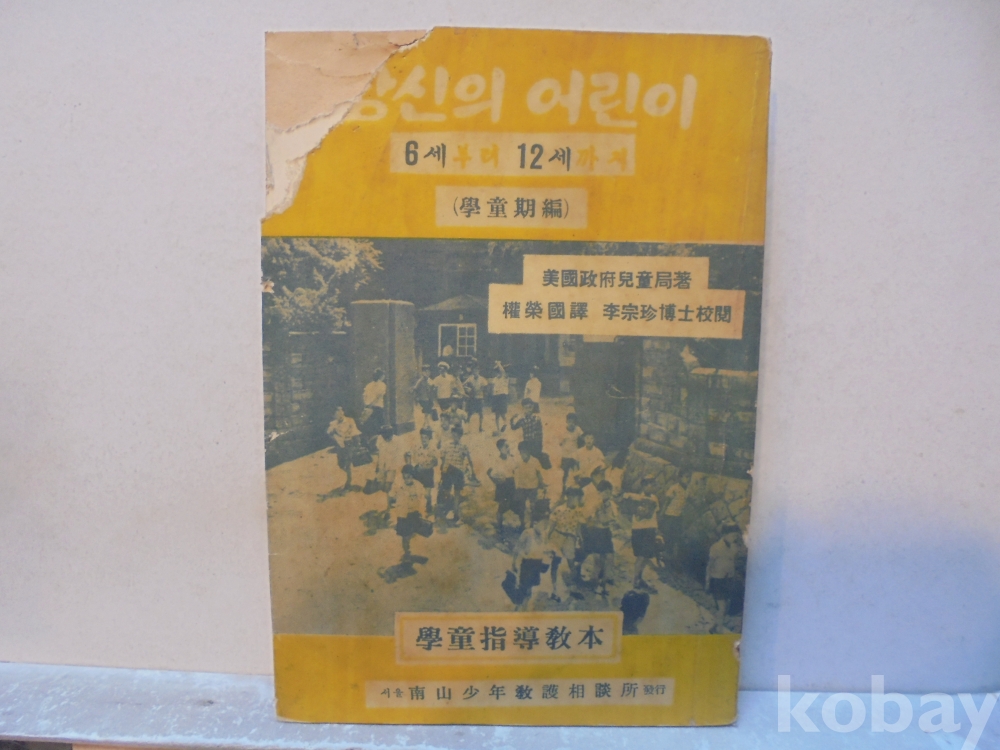 당신의 어린이
6세부터 12세까지
(學童期編)
美國政府兒童局著
權榮國譯 李宗珍博士校閱
學童指導敎本
서울 南山少年敎護相談所 發行
kobay